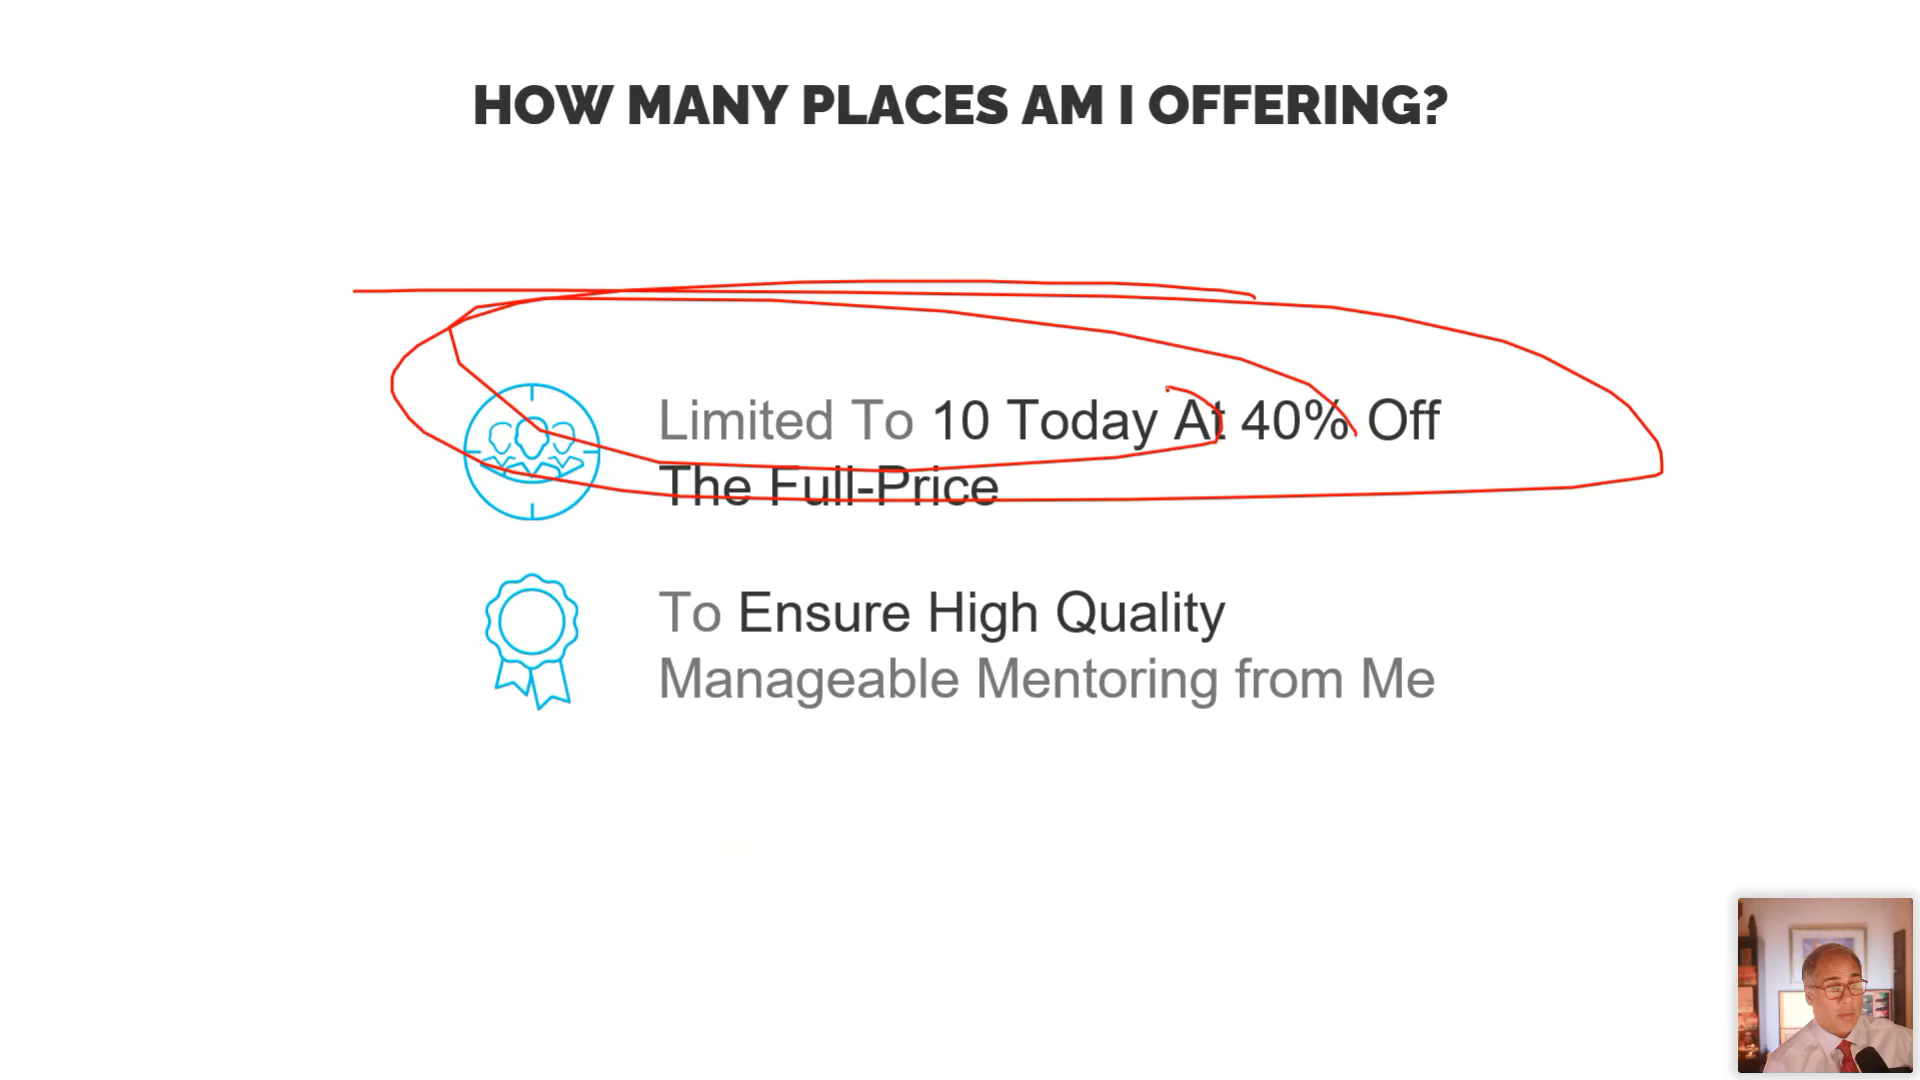 HOW MANY PLACES AM I OFFERING?
Limited To 10 Today At 40% Off
The Full-Price
To Ensure High Quality
Manageable Mentoring from Me